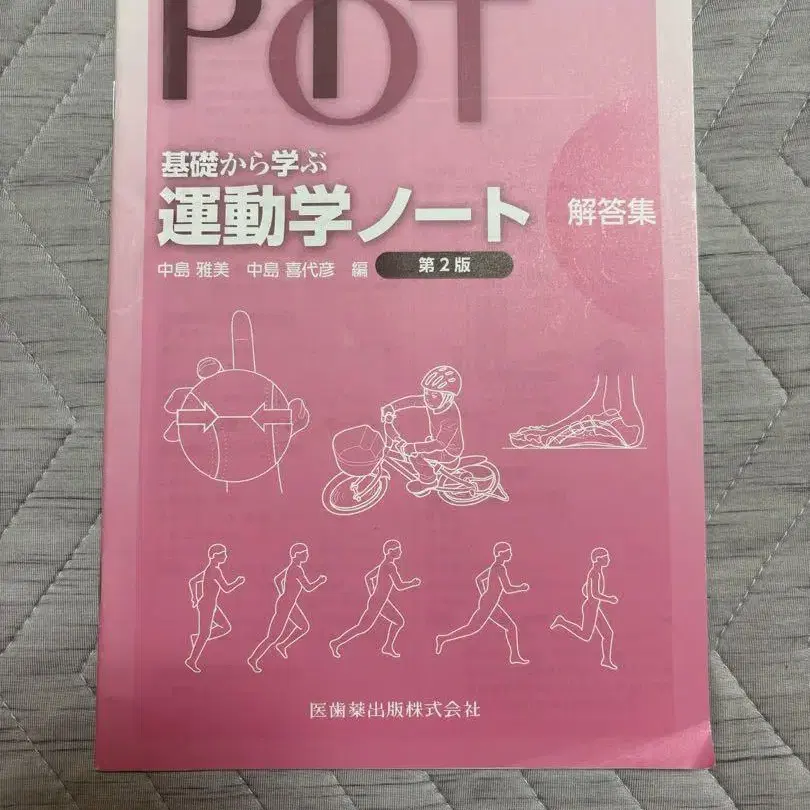 PTOT
基礎から学ぶ
運動学ノート 解答集
中島 雅美 中島 喜代彦 編 第2版
医歯薬出版株式会社